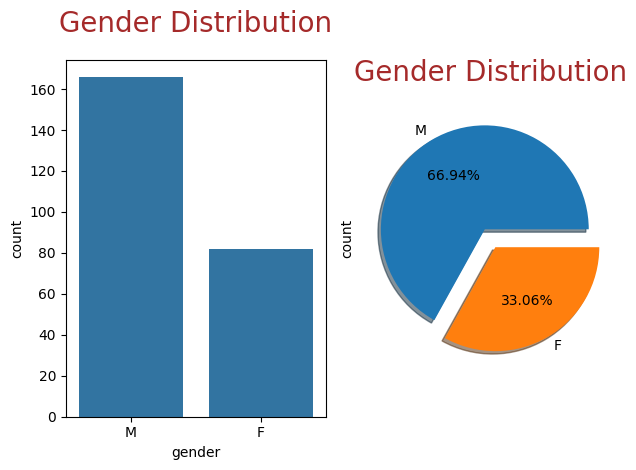 Gender Distribution
160
140
120
100
80
60
40
20
0
count
M
F
gender
Gender Distribution
count
M
66.94%
33.06%
F